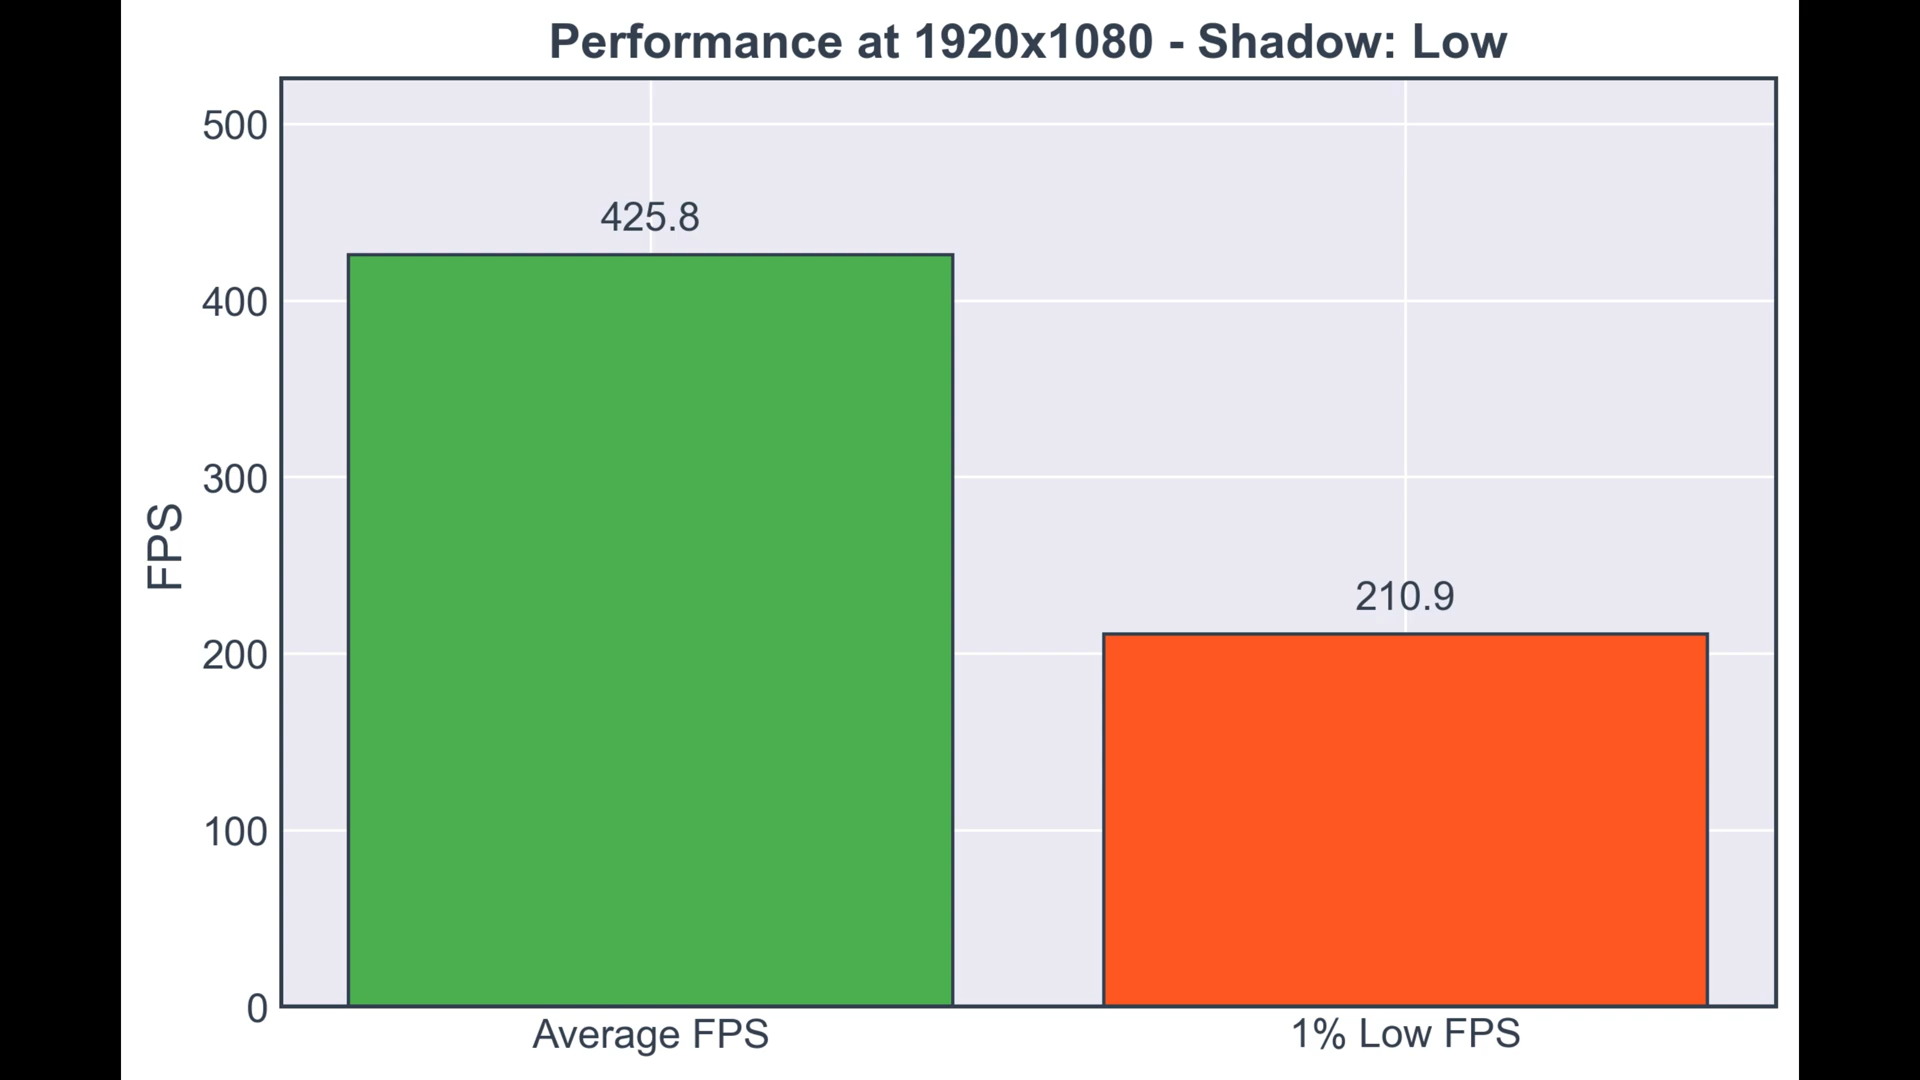 Performance at 1920x1080 - Shadow: Low
500
400
300
200
100
0
FPS
425.8
210.9
Average FPS
1% Low FPS